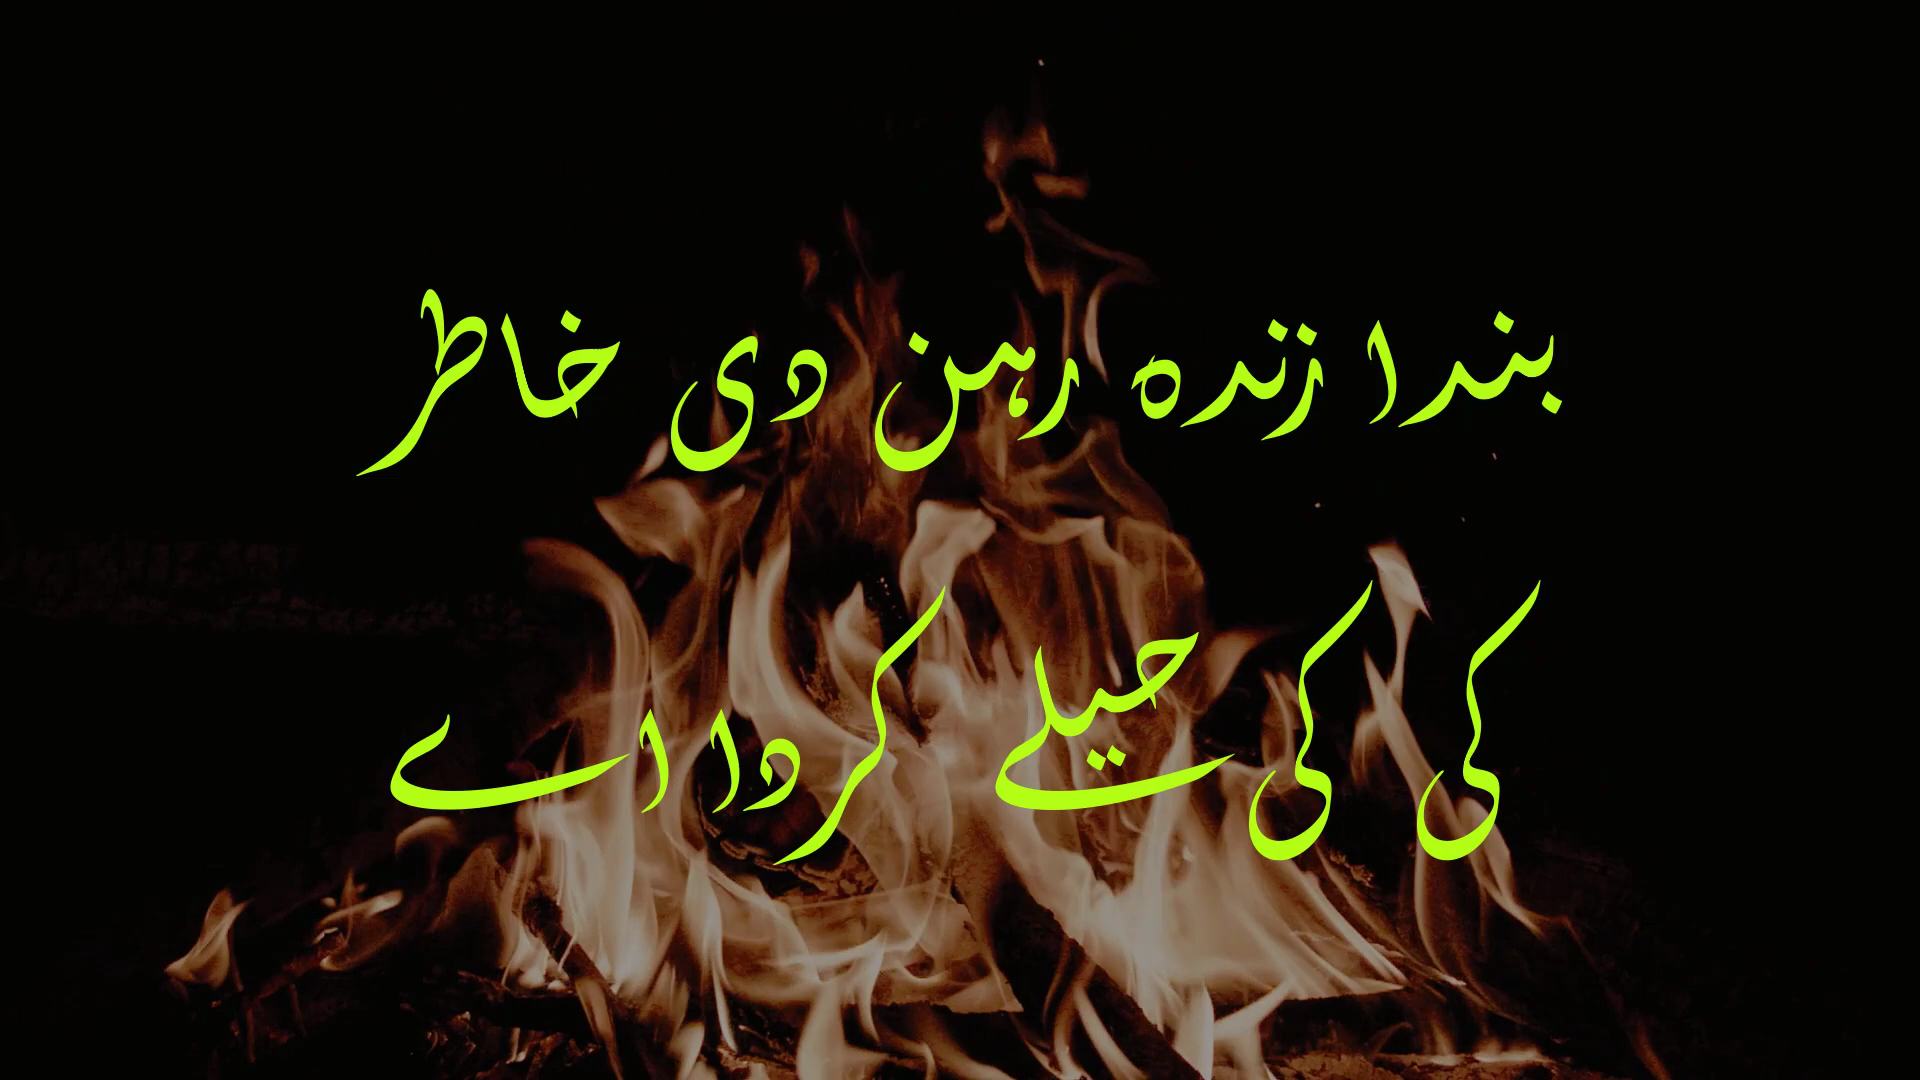 بندا زندہ رہن دی خاطر
کی کی حیلے کردا اے